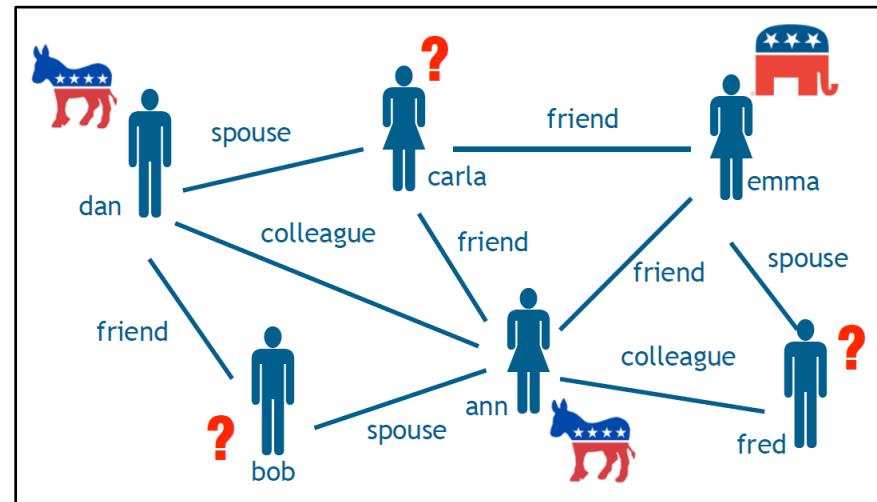 ?
spouse
friend
carla
emma
dan
colleague
friend
friend
spouse
friend
colleague
?
ann
?
spouse
fred
bob